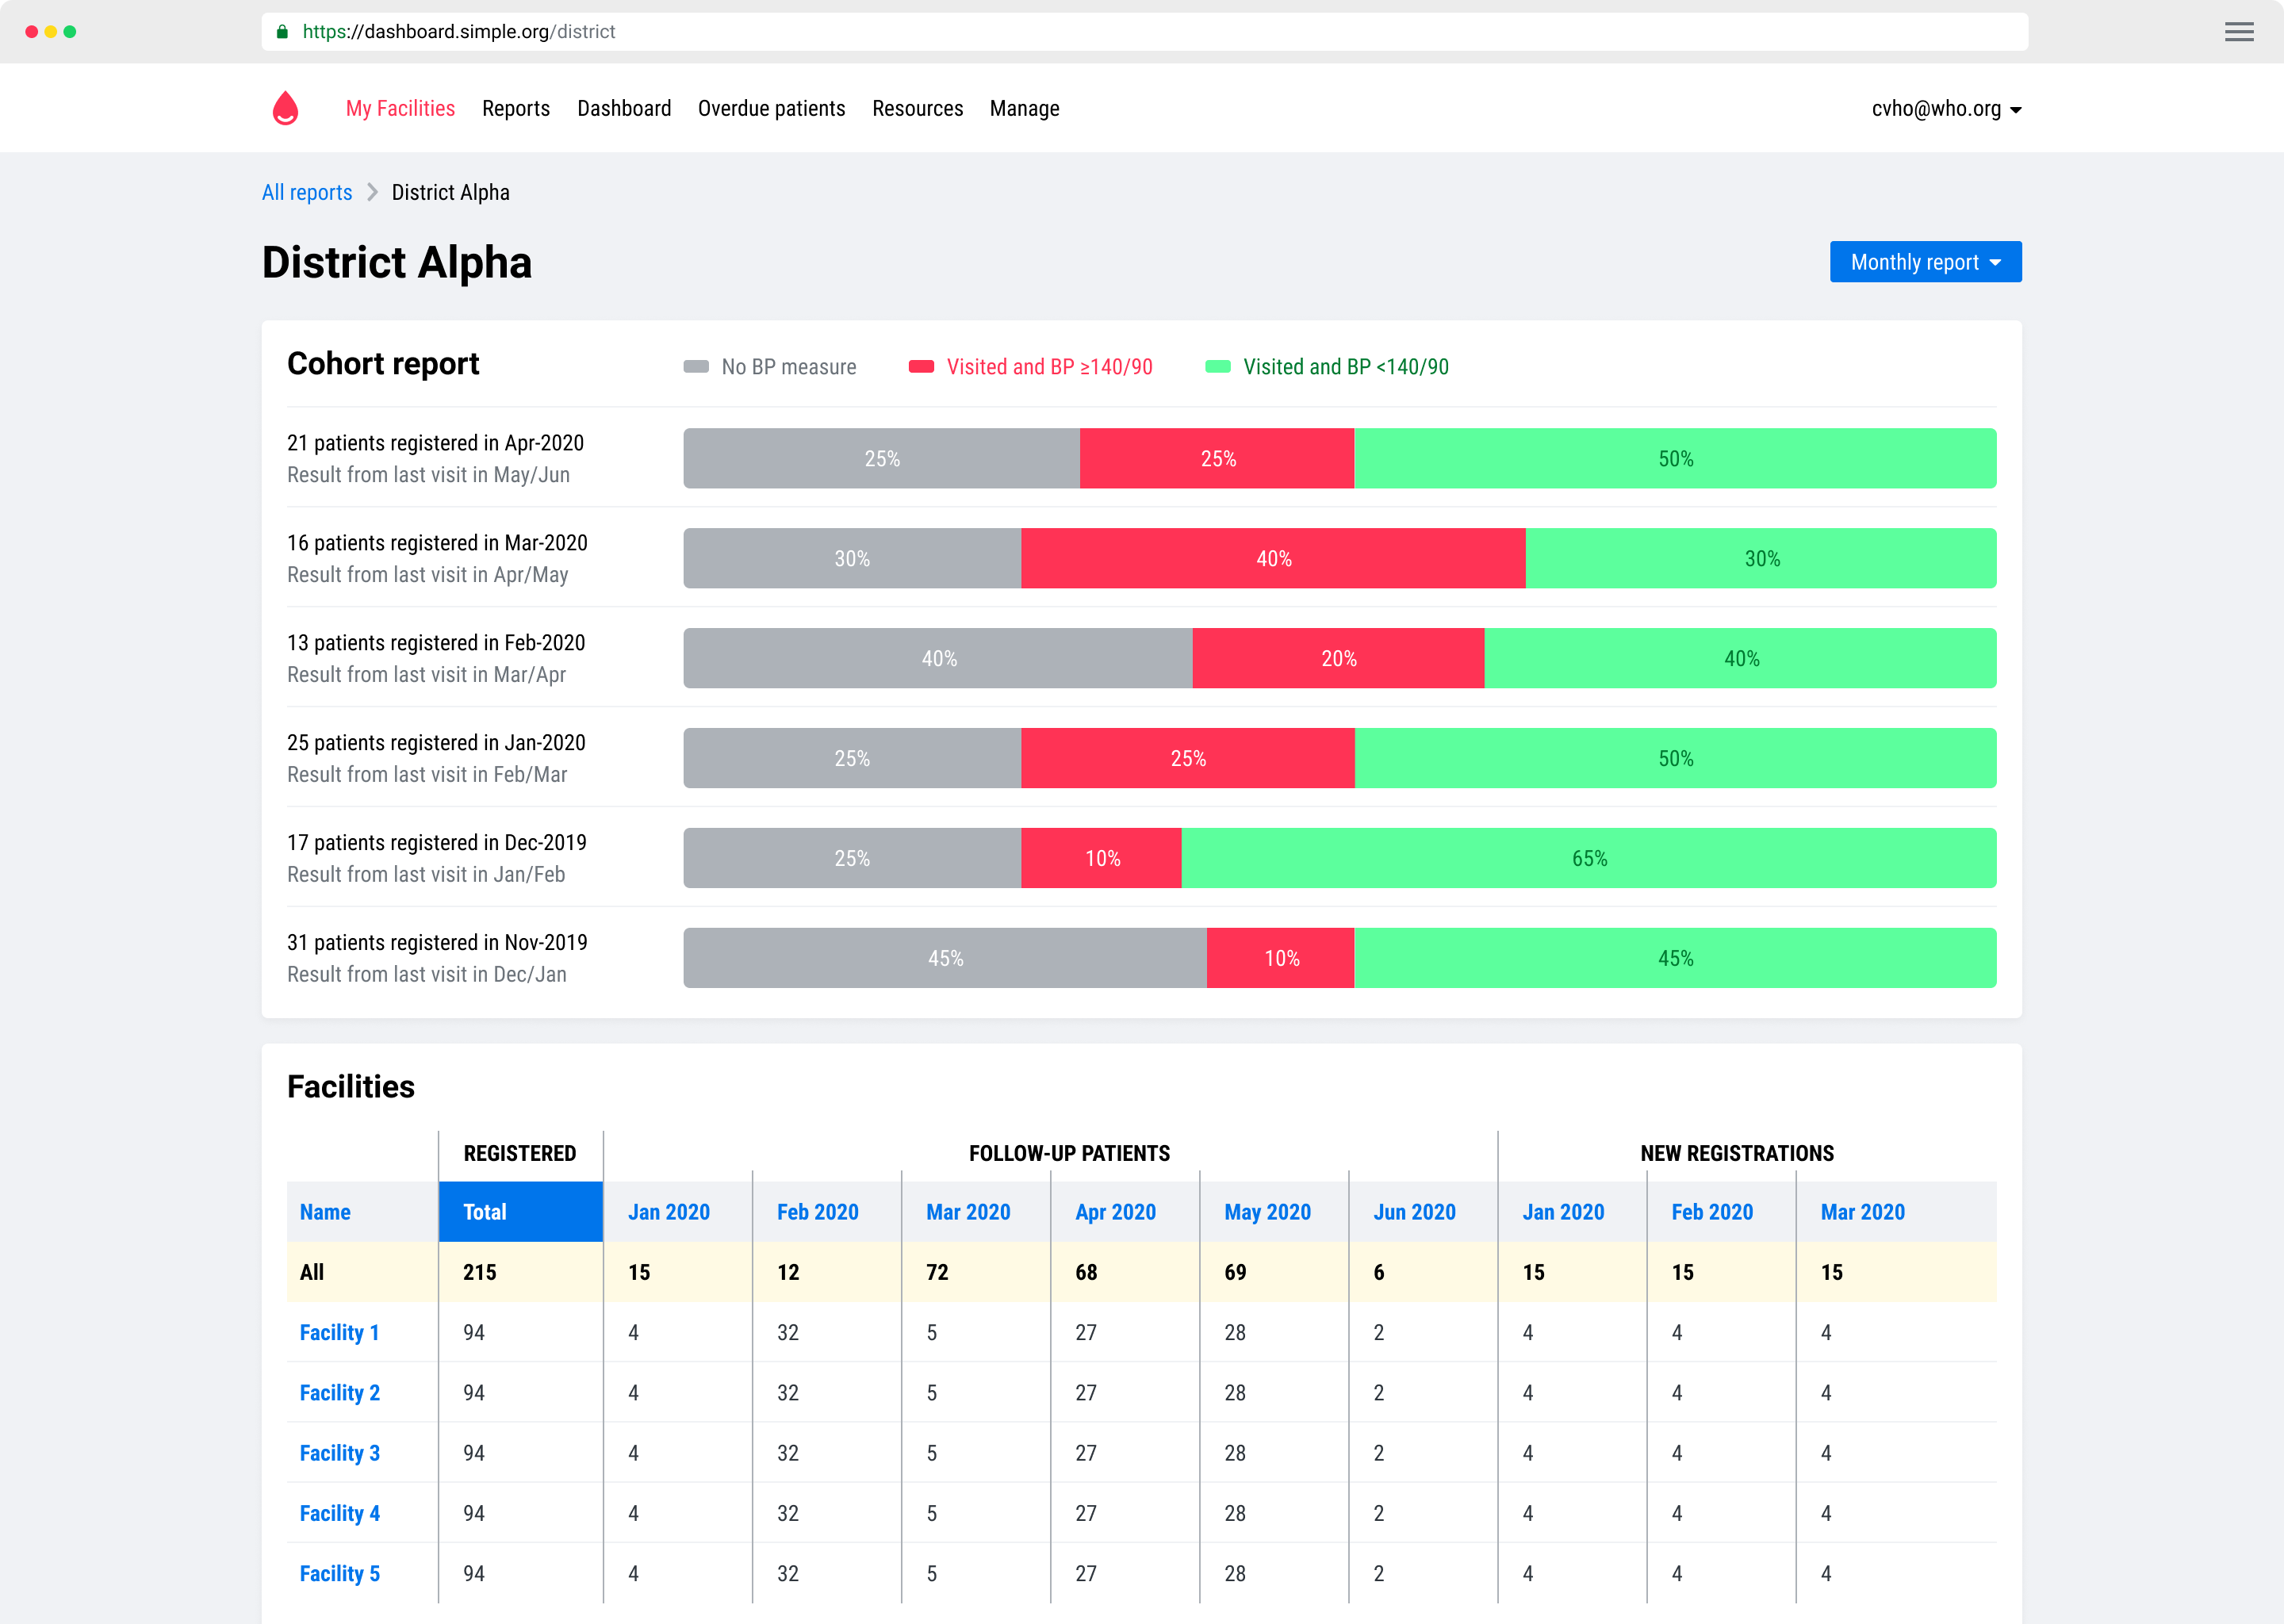 https://dashboard.simple.org/district
My Facilities Reports Dashboard Overdue patients Resources Manage cvho@who.org
All reports District Alpha
District Alpha
Monthly report
Cohort report No BP measure Visited and BP ≥140/90 Visited and BP <140/90
21 patients registered in Apr-2020
Result from last visit in May/Jun
25% 25% 50%
16 patients registered in Mar-2020
Result from last visit in Apr/May
30% 40% 30%
13 patients registered in Feb-2020
Result from last visit in Mar/Apr
40% 20% 40%
25 patients registered in Jan-2020
Result from last visit in Feb/Mar
25% 25% 50%
17 patients registered in Dec-2019
Result from last visit in Jan/Feb
25% 10% 65%
31 patients registered in Nov-2019
Result from last visit in Dec/Jan
45% 10% 45%
Facilities
REGISTERED FOLLOW-UP PATIENTS NEW REGISTRATIONS
Name Total Jan 2020 Feb 2020 Mar 2020 Apr 2020 May 2020 Jun 2020 Jan 2020 Feb 2020 Mar 2020
All 215 15 12 72 68 69 6 15 15 15
Facility 1 94 4 32 5 27 28 2 4 4 4
Facility 2 94 4 32 5 27 28 2 4 4 4
Facility 3 94 4 32 5 27 28 2 4 4 4
Facility 4 94 4 32 5 27 28 2 4 4 4
Facility 5 94 4 32 5 27 28 2 4 4 4